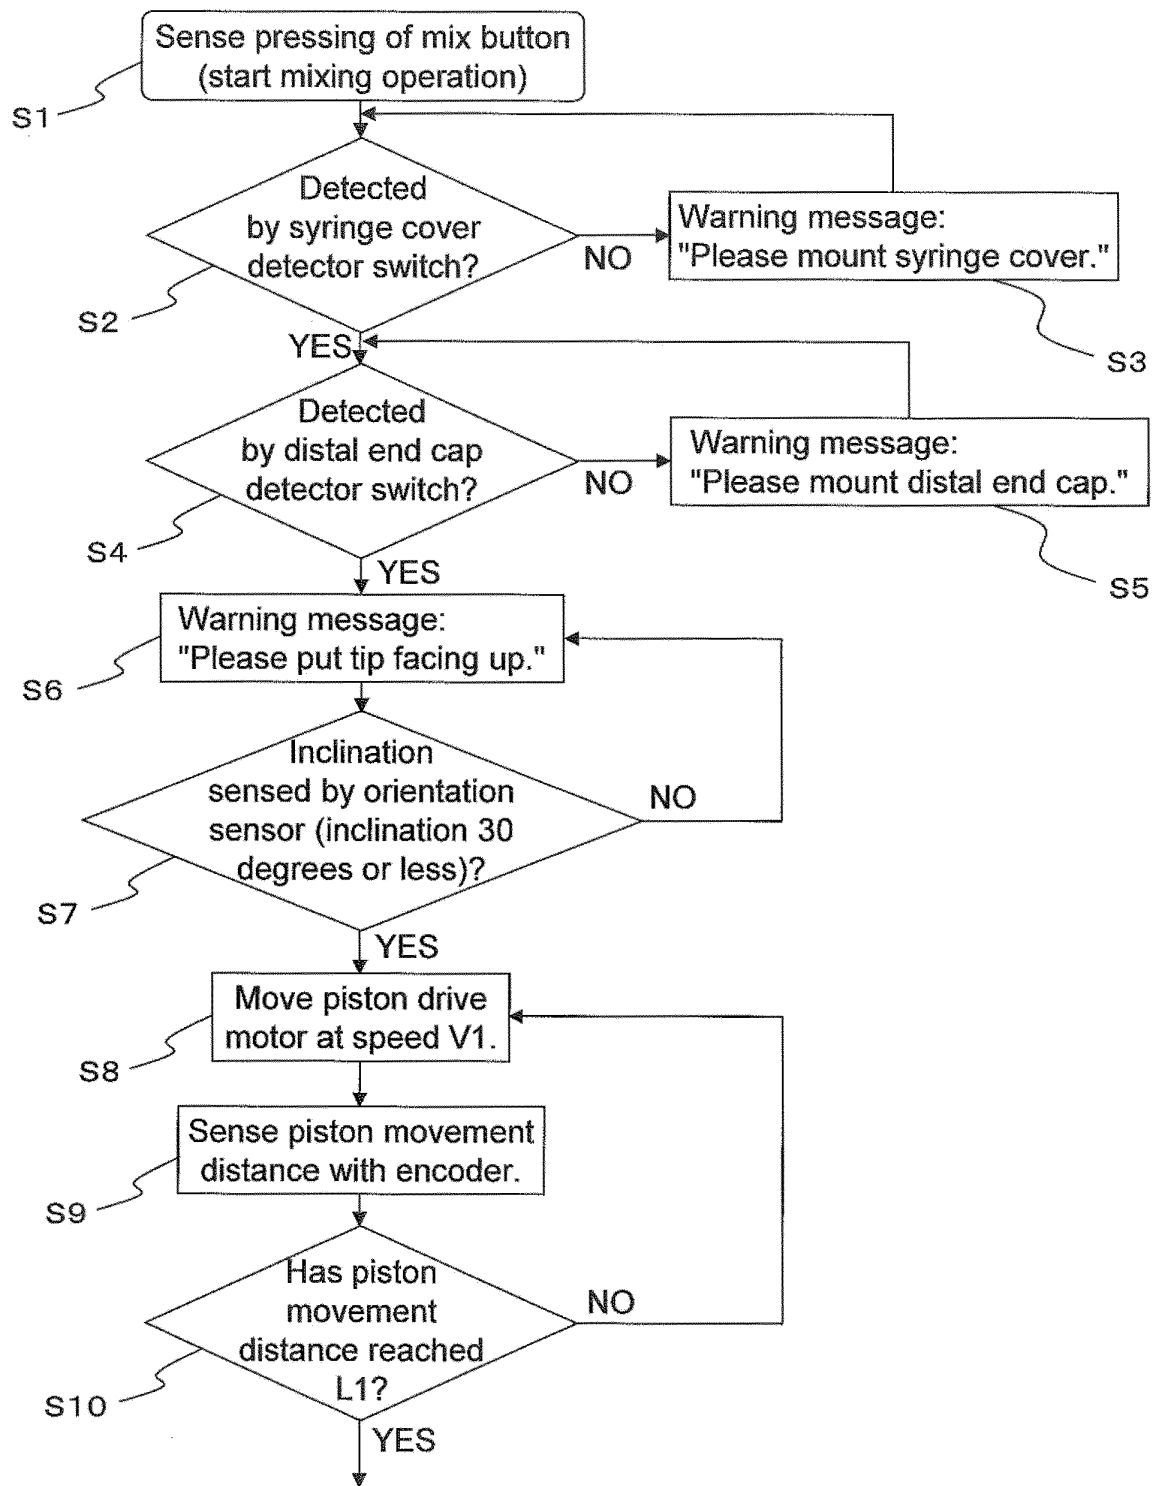 Sense pressing of mix button
(start mixing operation)
S1
Detected
by syringe cover
detector switch?
NO
Warning message:
"Please mount syringe cover."
S2
S3
YES
Detected
by distal end cap
detector switch?
NO
Warning message:
"Please mount distal end cap."
S4
S5
YES
Warning message:
"Please put tip facing up."
S6
Inclination
sensed by orientation
sensor (inclination 30
degrees or less)?
NO
S7
YES
Move piston drive
motor at speed V1.
S8
Sense piston movement
distance with encoder.
S9
Has piston
movement
distance reached
L1?
NO
S10
YES